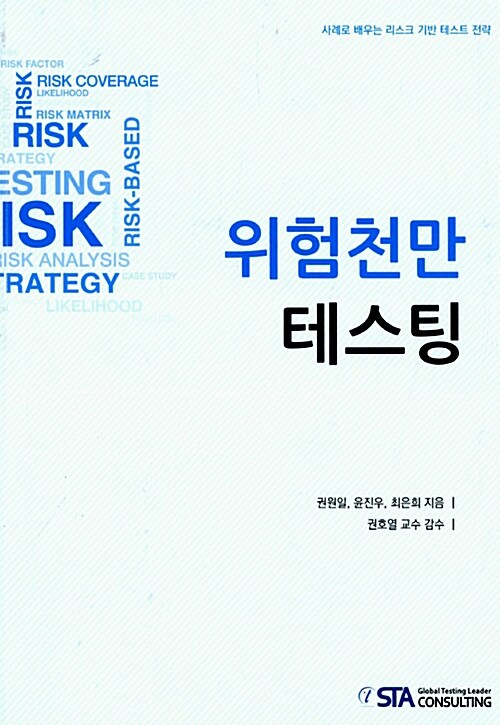 사례로 배우는 리스크 기반 테스트 전략
RISK FACTOR
RISK
RISK COVERAGE
LIKELIHOOD
CASE STUDY
RISK MATRIX
RISK
RATEGY
RISK-BASED
ESTING
ISK
RISK ANALYSIS
TRATEGY
CASE STUDY
LIKELIHOOD
위험천만
테스팅
권원일, 윤진우, 최은희 지음
권호열 교수 감수
STA Global Testing Leader
CONSULTING